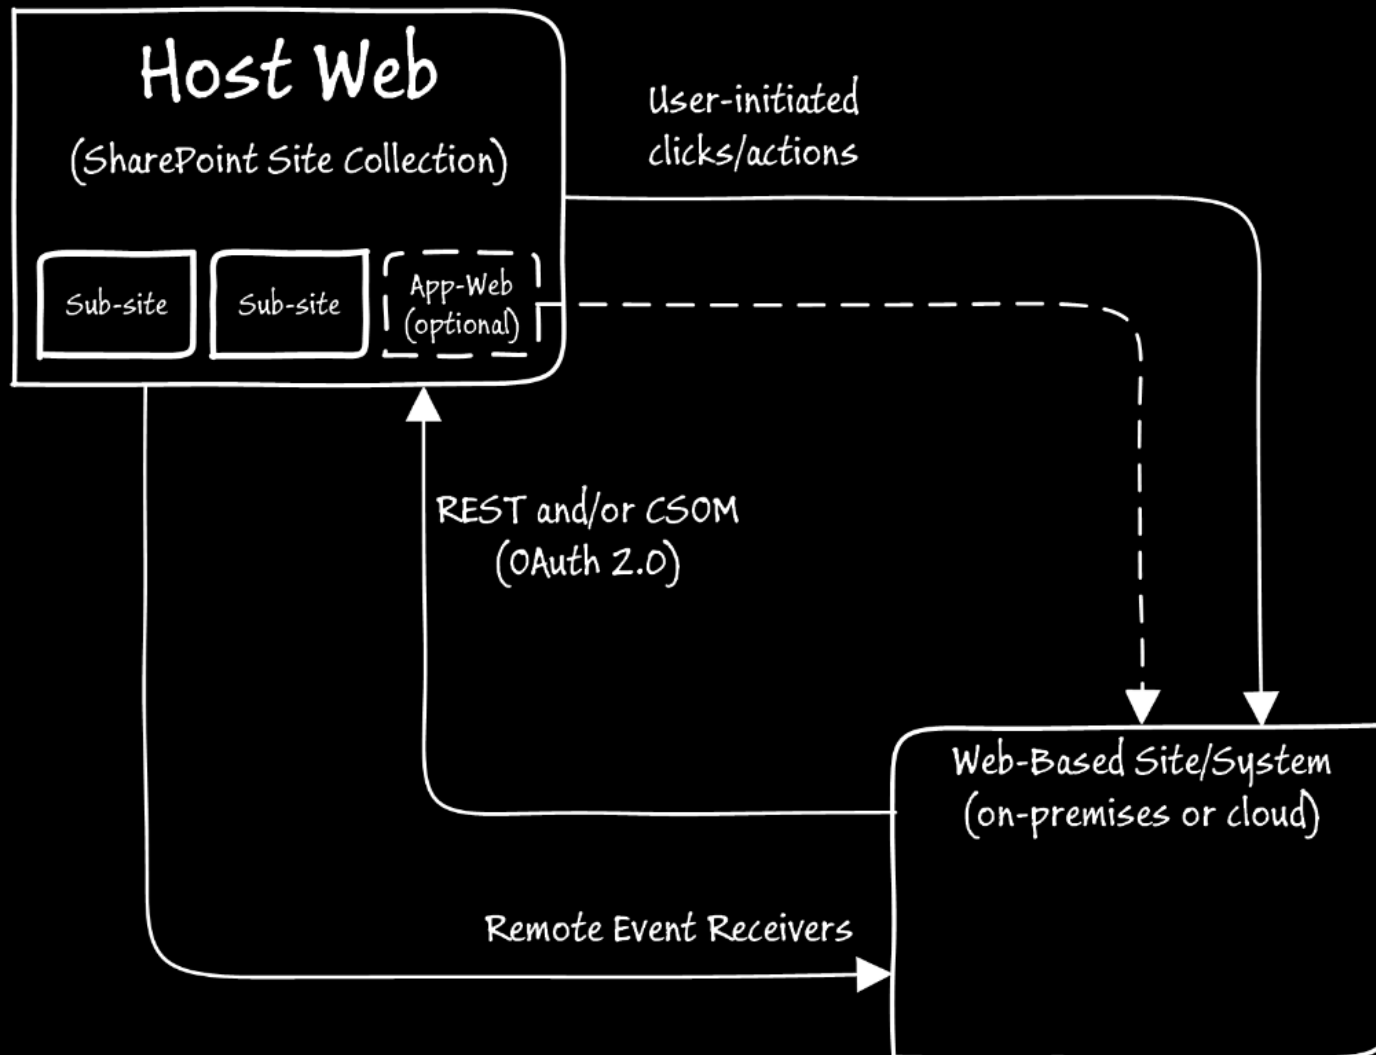 Host Web
(SharePoint Site Collection)
User-initiated
clicks/actions
Sub-site
Sub-site
App-Web
(optional)
REST and/or CSOM
(OAuth 2.0)
Web-Based Site/System
(on-premises or cloud)
Remote Event Receivers